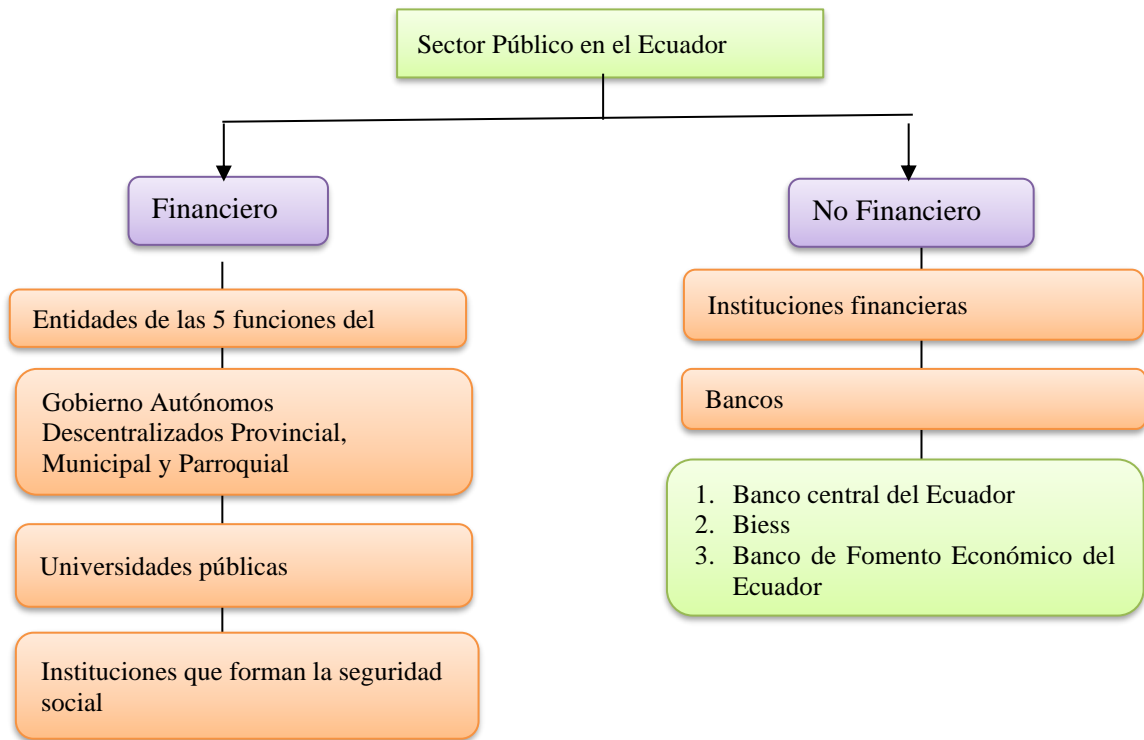 Sector Público en el Ecuador
Financiero
No Financiero
Entidades de las 5 funciones del
Gobierno Autónomos
Descentralizados Provincial,
Municipal y Parroquial
Universidades públicas
Instituciones que forman la seguridad
social
Instituciones financieras
Bancos
1. Banco central del Ecuador
2. Biess
3. Banco de Fomento Económico del
Ecuador